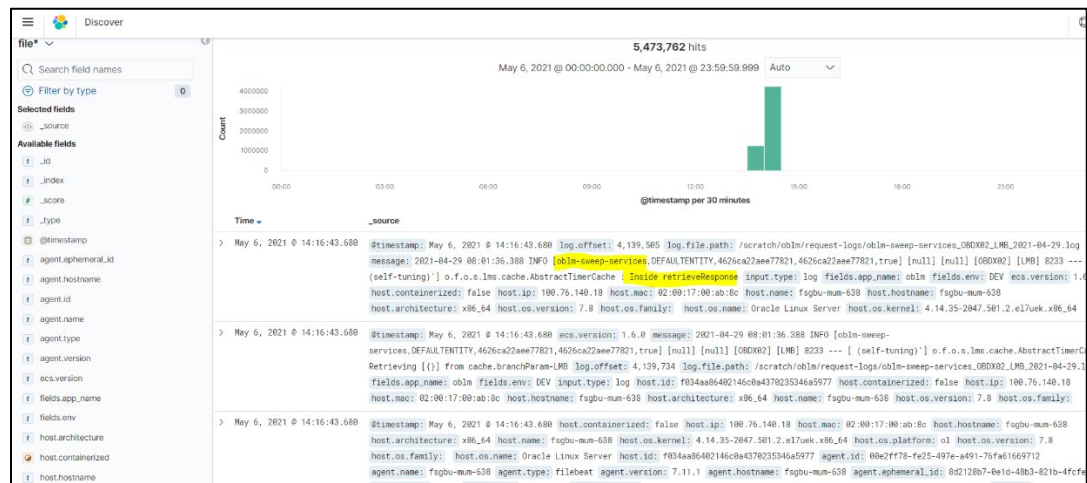 Discover
file*
5,473,762 hits
Search field names
May 6, 2021 @ 00:00:00.000 - May 6, 2021 @ 23:59:59.999 Auto
Filter by type 0
Selected fields
_source
Available fields
_id
_index
_score
_type
@timestamp
agent.ephemeral_id
agent.hostname
agent.id
agent.name
agent.type
agent.version
ecs.version
fields.app_name
fields.env
host.architecture
host.containerized
host.hostname
Count
4000000
3000000
2000000
1000000
0
00:00 03:00 06:00 09:00 12:00 15:00 18:00 21:00
@timestamp per 30 minutes
Time _source
May 6, 2021 @ 14:16:43.680 @timestamp: May 6, 2021 @ 14:16:43.680 log.offset: 4,139,505 log.file.path: /scratch/oblm/request-logs/oblm-sweep-services_OBDX02_LMB_2021-04-29.log
message: 2021-04-29 08:01:36.388 INFO [oblm-sweep-services,DEFAULTENTITY,4626ca22aee77821,4626ca22aee77821,true] [null] [null] [OBDX02] [LMB] 8233 ---
(self-tuning)'] o.f.o.s.lms.cache.AbstractTimerCache : Inside retrieveResponse input.type: log fields.app_name: oblm fields.env: DEV ecs.version: 1.6
host.containerized: false host.ip: 100.76.140.18 host.mac: 02:00:17:00:ab:8c host.name: fsgbu-mum-638 host.hostname: fsgbu-mum-638
host.architecture: x86_64 host.os.version: 7.8 host.os.family: host.os.name: Oracle Linux Server host.os.kernel: 4.14.35-2047.501.2.el7uek.x86_64
May 6, 2021 @ 14:16:43.680 @timestamp: May 6, 2021 @ 14:16:43.680 ecs.version: 1.6.0 message: 2021-04-29 08:01:36.388 INFO [oblm-sweep-
services,DEFAULTENTITY,4626ca22aee77821,4626ca22aee77821,true] [null] [null] [OBDX02] [LMB] 8233 --- [ (self-tuning)'] o.f.o.s.lms.cache.AbstractTimerC
Retrieving [{}] from cache.branchParam-LMB log.offset: 4,139,734 log.file.path: /scratch/oblm/request-logs/oblm-sweep-services_OBDX02_LMB_2021-04-29.l
fields.app_name: oblm fields.env: DEV input.type: log host.id: f034aa86402146c0a4370235346a5977 host.containerized: false host.ip: 100.76.140.18
host.mac: 02:00:17:00:ab:8c host.hostname: fsgbu-mum-638 host.architecture: x86_64 host.name: fsgbu-mum-638 host.os.version: 7.8 host.os.family:
May 6, 2021 @ 14:16:43.680 @timestamp: May 6, 2021 @ 14:16:43.680 host.containerized: false host.ip: 100.76.140.18 host.mac: 02:00:17:00:ab:8c host.hostname: fsgbu-mum-638
host.architecture: x86_64 host.name: fsgbu-mum-638 host.os.kernel: 4.14.35-2047.501.2.el7uek.x86_64 host.os.platform: ol host.os.version: 7.8
host.os.family: host.os.name: Oracle Linux Server host.id: f034aa86402146c0a4370235346a5977 agent.id: 00e2ff78-fe25-497e-a491-76fa61669712
agent.name: fsgbu-mum-638 agent.type: filebeat agent.version: 7.11.1 agent.hostname: fsgbu-mum-638 agent.ephemeral_id: 8d2128b7-0e1d-48b3-821b-4fcfe